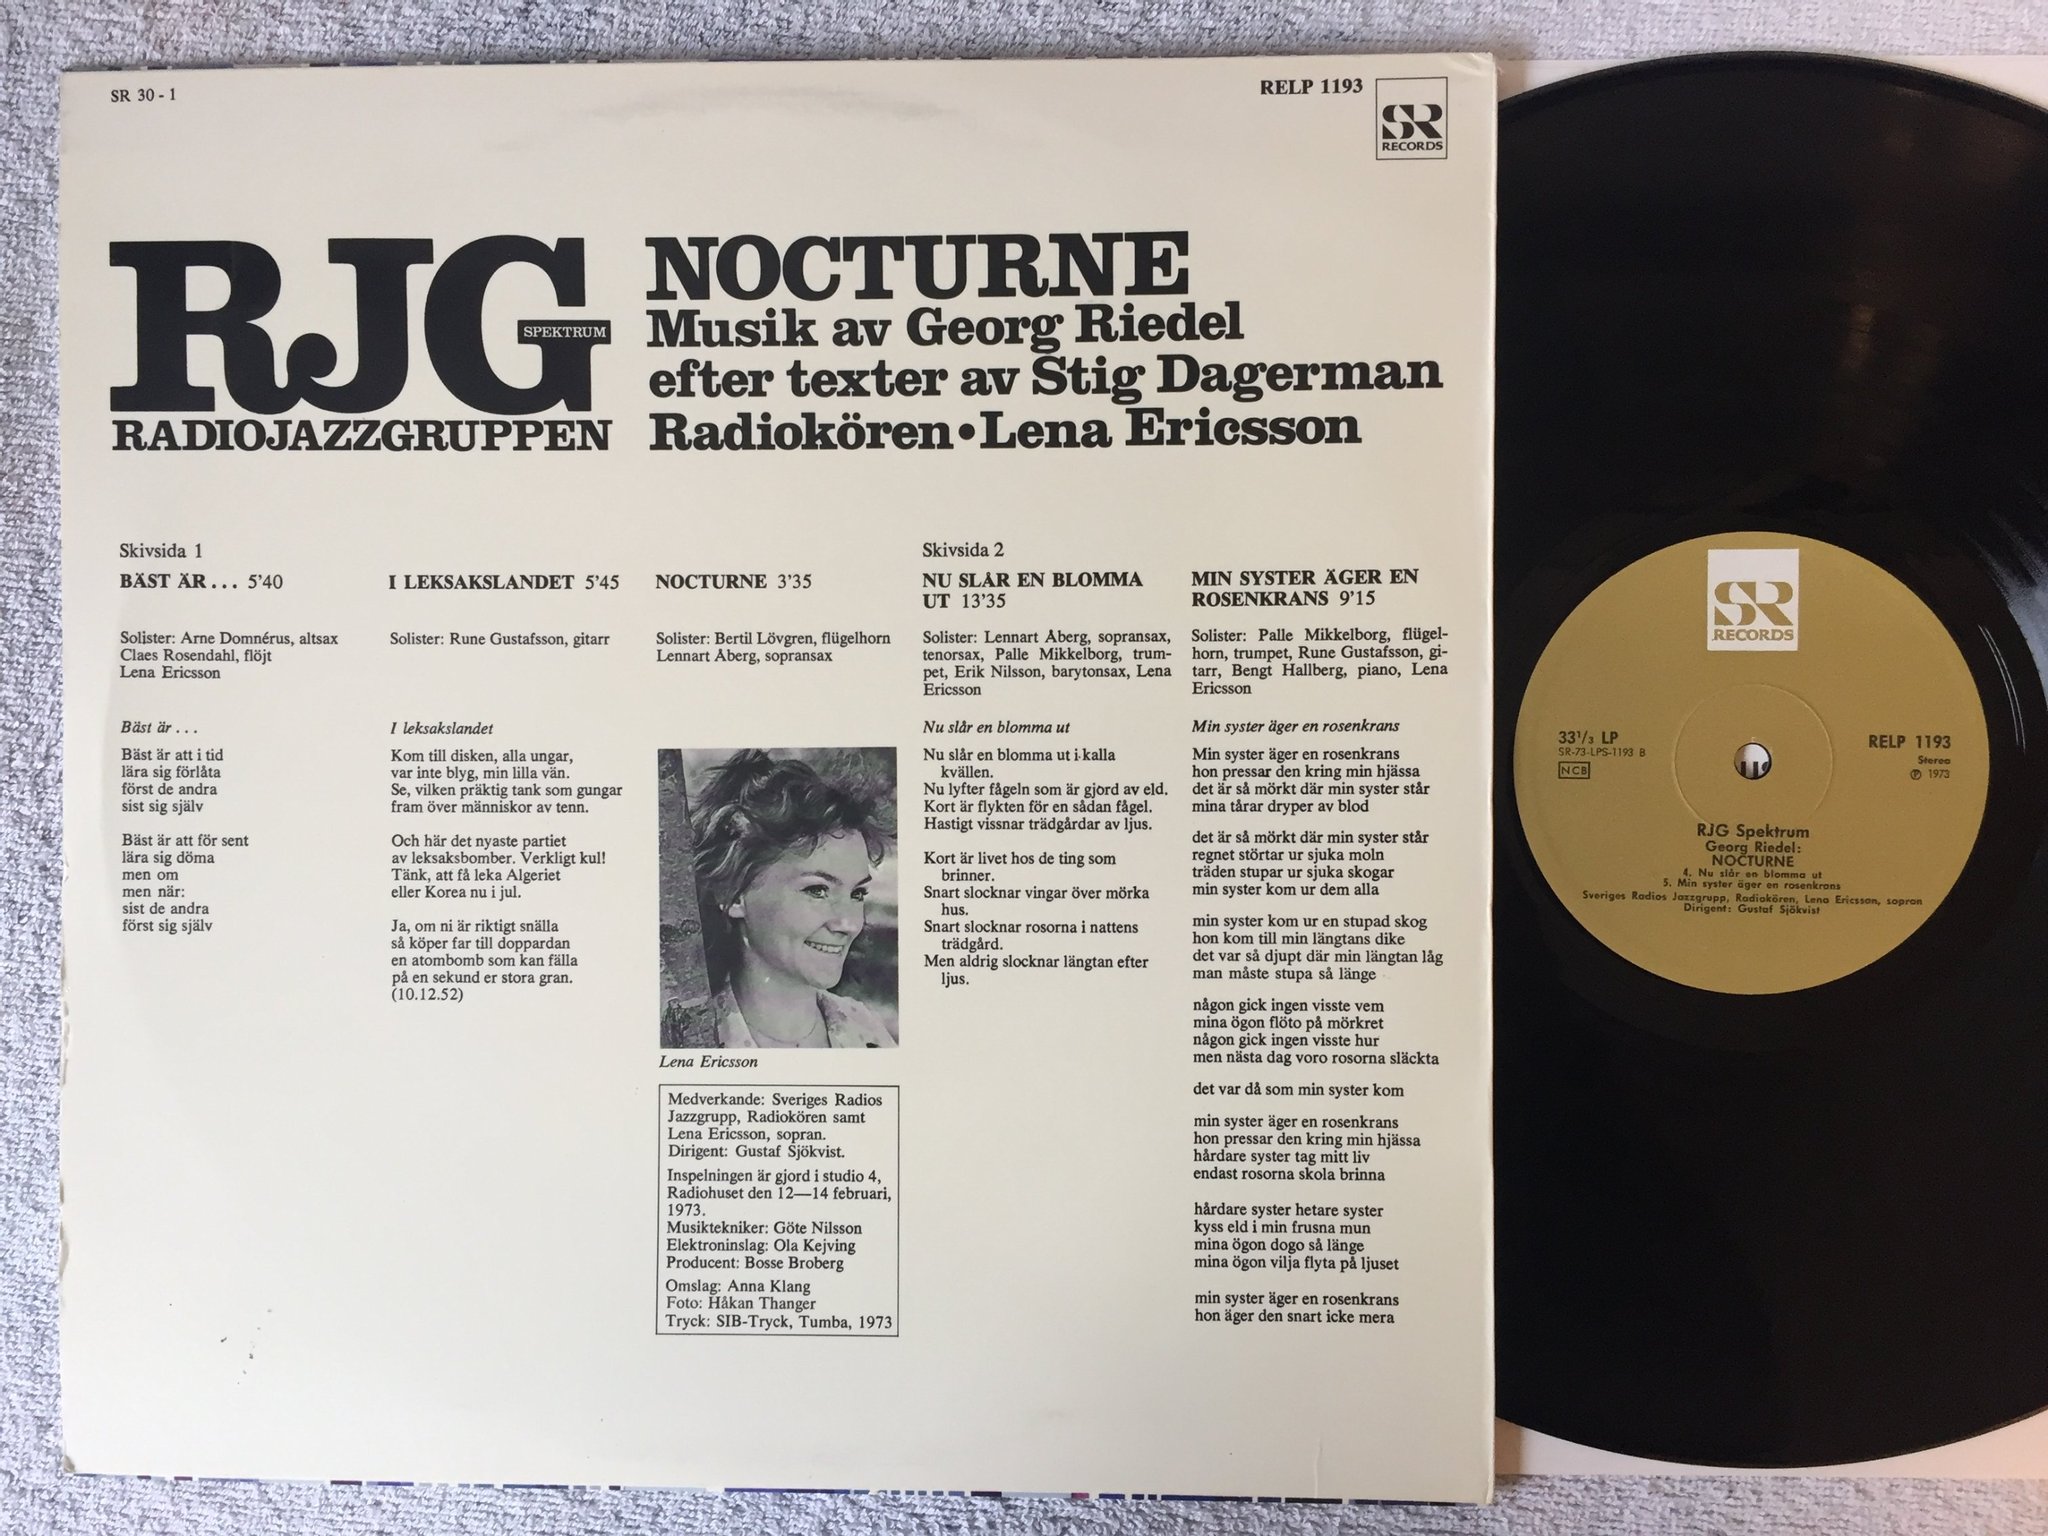 SR 30 - 1
RELP 1193
SR
RECORDS
RJG
SPEKTRUM
RADIOJAZZGRUPPEN
NOCTURNE
Musik av Georg Riedel
efter texter av Stig Dagerman
Radiokören • Lena Ericsson
Skivsida 1
BÄST ÄR . . . 5'40
Solister: Arne Domnérus, altsax
Claes Rosendahl, flöjt
Lena Ericsson
Bäst är . . .
Bäst är att i tid
lära sig förlåta
först de andra
sist sig själv
Bäst är att för sent
lära sig döma
men om
men när:
sist de andra
först sig själv
I LEKSAKSLANDET 5'45
Solister: Rune Gustafsson, gitarr
I leksakslandet
Kom till disken, alla ungar,
var inte blyg, min lilla vän.
Se, vilken präktig tank som gungar
fram över människor av tenn.
Och här det nyaste partiet
av leksaksbomber. Verkligt kul!
Tänk, att få leka Algeriet
eller Korea nu i jul.
Ja, om ni är riktigt snälla
så köper far till doppardan
en atombomb som kan fälla
på en sekund er stora gran.
(10.12.52)
NOCTURNE 3'35
Solister: Bertil Lövgren, flügelhorn
Lennart Åberg, sopransax
Lena Ericsson
Medverkande: Sveriges Radios
Jazzgrupp, Radiokören samt
Lena Ericsson, sopran.
Dirigent: Gustaf Sjökvist.
Inspelningen är gjord i studio 4,
Radiohuset den 12—14 februari,
1973.
Musiktekniker: Göte Nilsson
Elektroninslag: Ola Kejving
Producent: Bosse Broberg
Omslag: Anna Klang
Foto: Håkan Thanger
Tryck: SIB-Tryck, Tumba, 1973
Skivsida 2
NU SLÅR EN BLOMMA
UT 13'35
Solister: Lennart Åberg, sopransax,
tenorsax, Palle Mikkelborg, trum-
pet, Erik Nilsson, barytonsax, Lena
Ericsson
Nu slår en blomma ut
Nu slår en blomma ut i kalla
kvällen.
Nu lyfter fågeln som är gjord av eld.
Kort är flykten för en sådan fågel.
Hastigt vissnar trädgårdar av ljus.
Kort är livet hos de ting som
brinner.
Snart slocknar vingar över mörka
hus.
Snart slocknar rosorna i nattens
trädgård.
Men aldrig slocknar längtan efter
ljus.
MIN SYSTER ÄGER EN
ROSENKRANS 9'15
Solister: Palle Mikkelborg, flügel-
horn, trumpet, Rune Gustafsson, gi-
tarr, Bengt Hallberg, piano, Lena
Ericsson
Min syster äger en rosenkrans
Min syster äger en rosenkrans
hon pressar den kring min hjässa
det är så mörkt där min syster står
mina tårar dryper av blod
det är så mörkt där min syster står
regnet störtar ur sjuka moln
träden stupar ur sjuka skogar
min syster kom ur dem alla
min syster kom ur en stupad skog
hon kom till min längtans dike
det var så djupt där min längtan låg
man måste stupa så länge
någon gick ingen visste vem
mina ögon flöto på mörkret
någon gick ingen visste hur
men nästa dag voro rosorna släckta
det var då som min syster kom
min syster äger en rosenkrans
hon pressar den kring min hjässa
hårdare syster tag mitt liv
endast rosorna skola brinna
hårdare syster hetare syster
kyss eld i min frusna mun
mina ögon dogo så länge
mina ögon vilja flyta på ljuset
min syster äger en rosenkrans
hon äger den snart icke mera
SR
RECORDS
33 1/3 LP
SR-73-LPS-1193 B
NCB
RELP 1193
Stereo
℗ 1973
RJG Spektrum
Georg Riedel:
NOCTURNE
4. Nu slår en blomma ut
5. Min syster äger en rosenkrans
Sveriges Radios Jazzgrupp, Radiokören, Lena Ericsson, sopran
Dirigent: Gustaf Sjökvist